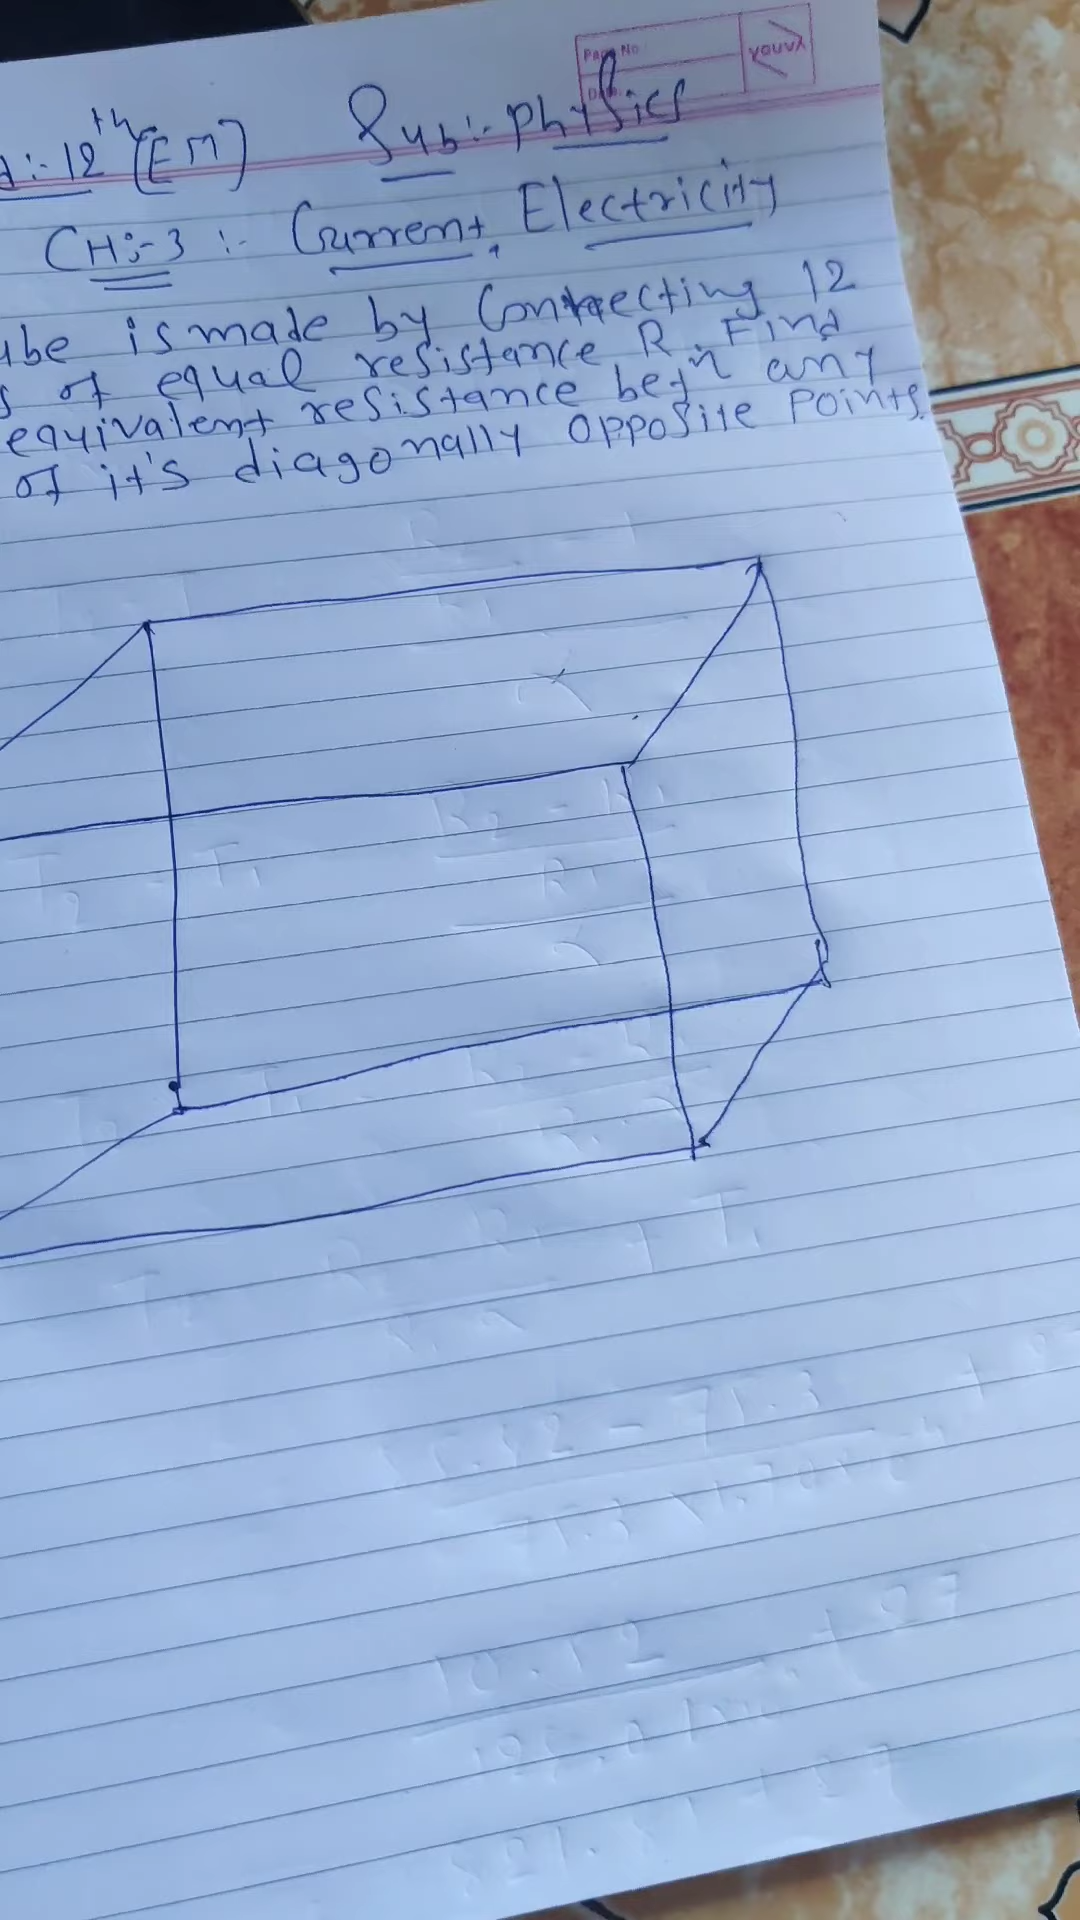 Page No.
Date.
YOUVA
:- 12th (EM) Sub:- Physics
CH:-3 :- Current Electricity
ube is made by Connecting 12
s of equal resistance R. Find
equivalent resistance betn any
of it's diagonally opposite points.